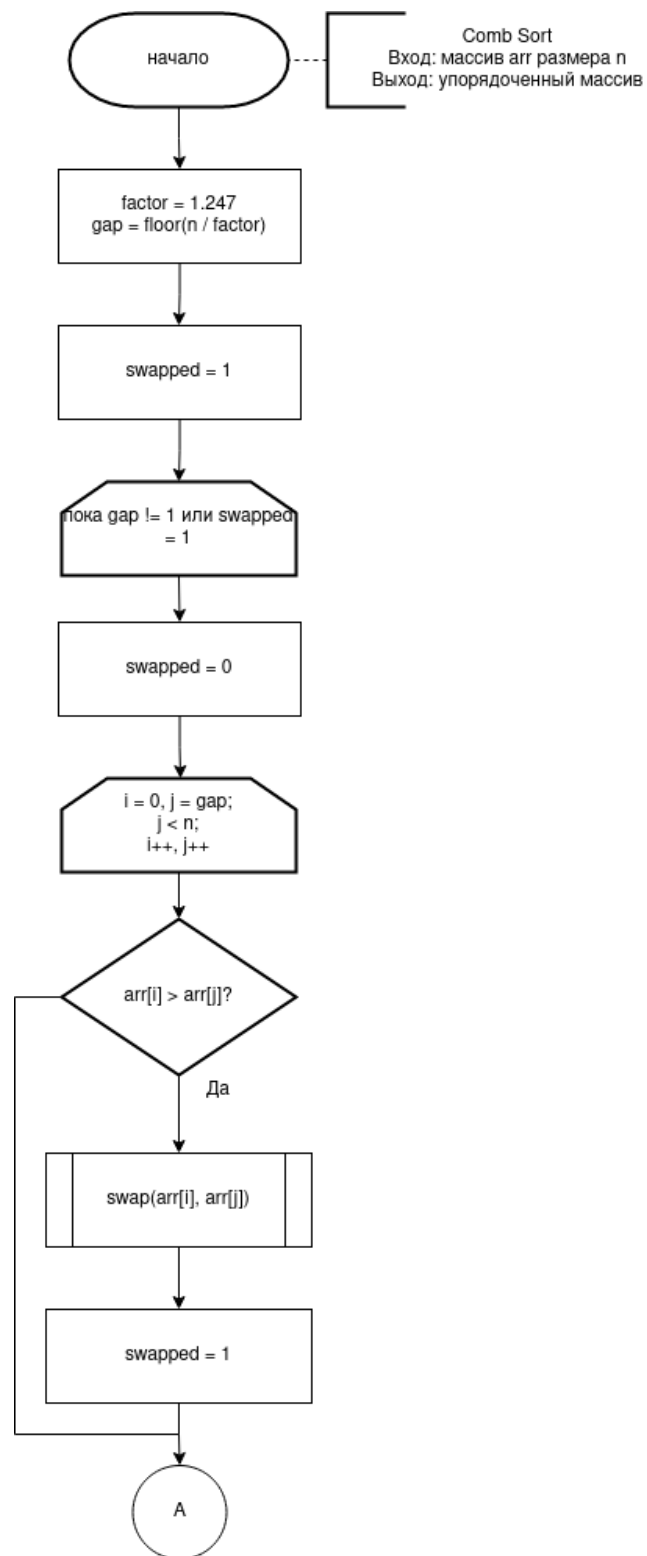 начало
Comb Sort
Вход: массив arr размера n
Выход: упорядоченный массив
factor = 1.247
gap = floor(n / factor)
swapped = 1
пока gap != 1 или swapped
= 1
swapped = 0
i = 0, j = gap;
j < n;
i++, j++
arr[i] > arr[j]?
Да
swap(arr[i], arr[j])
swapped = 1
A